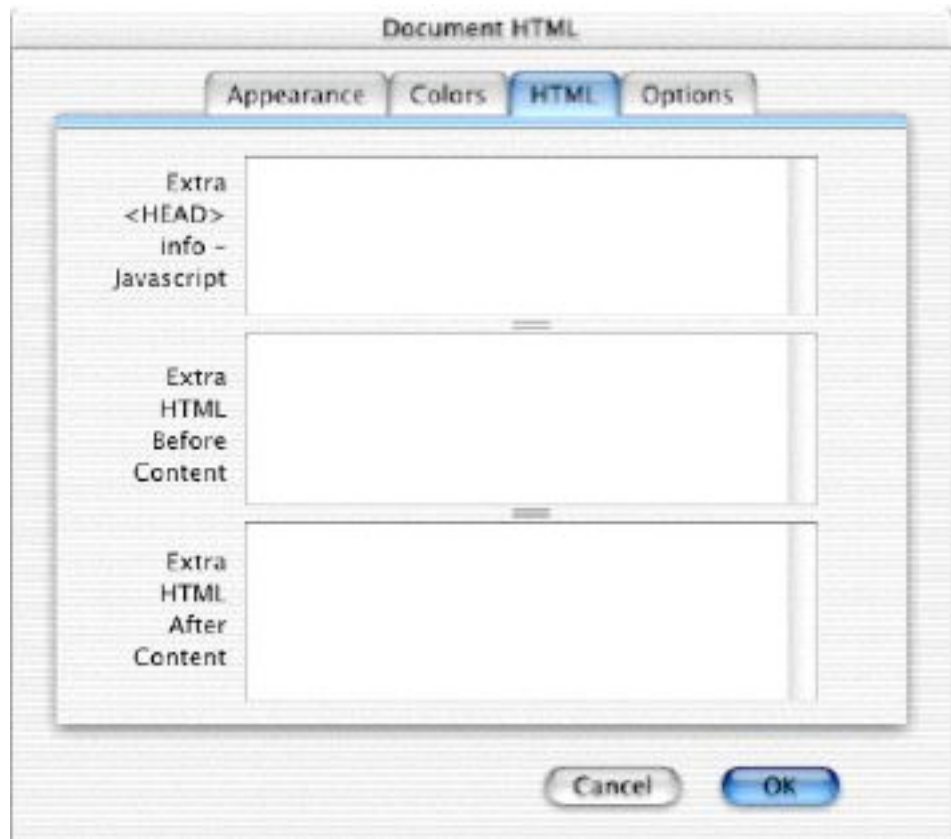 Document HTML
Appearance Colors HTML Options
Extra
<HEAD>
info -
Javascript
Extra
HTML
Before
Content
Extra
HTML
After
Content
Cancel OK